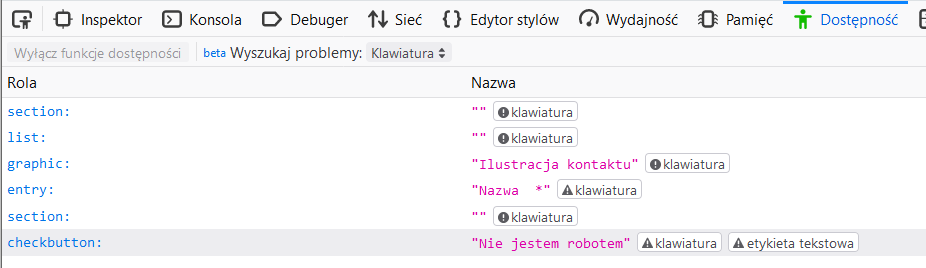 Inspektor Konsola Debuger Sieć Edytor stylów Wydajność Pamięć Dostępność
Wyłącz funkcje dostępności beta Wyszukaj problemy: Klawiatura
Rola Nazwa
section: "" klawiatura
list: "" klawiatura
graphic: "Ilustracja kontaktu" klawiatura
entry: "Nazwa  *" klawiatura
section: "" klawiatura
checkbutton: "Nie jestem robotem" klawiatura etykieta tekstowa